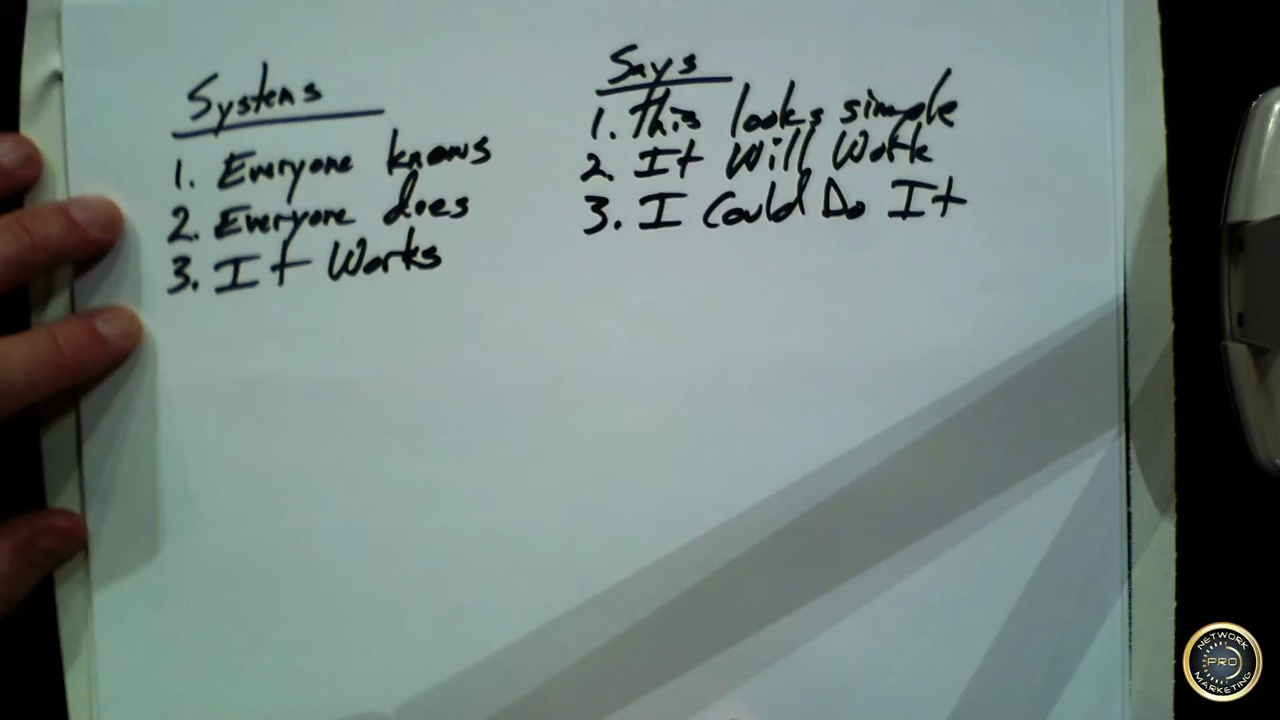 Systems
1. Everyone knows
2. Everyone does
3. It Works
Says
1. This looks simple
2. It Will Work
3. I Could Do It
NETWORK
PRO
MARKETING